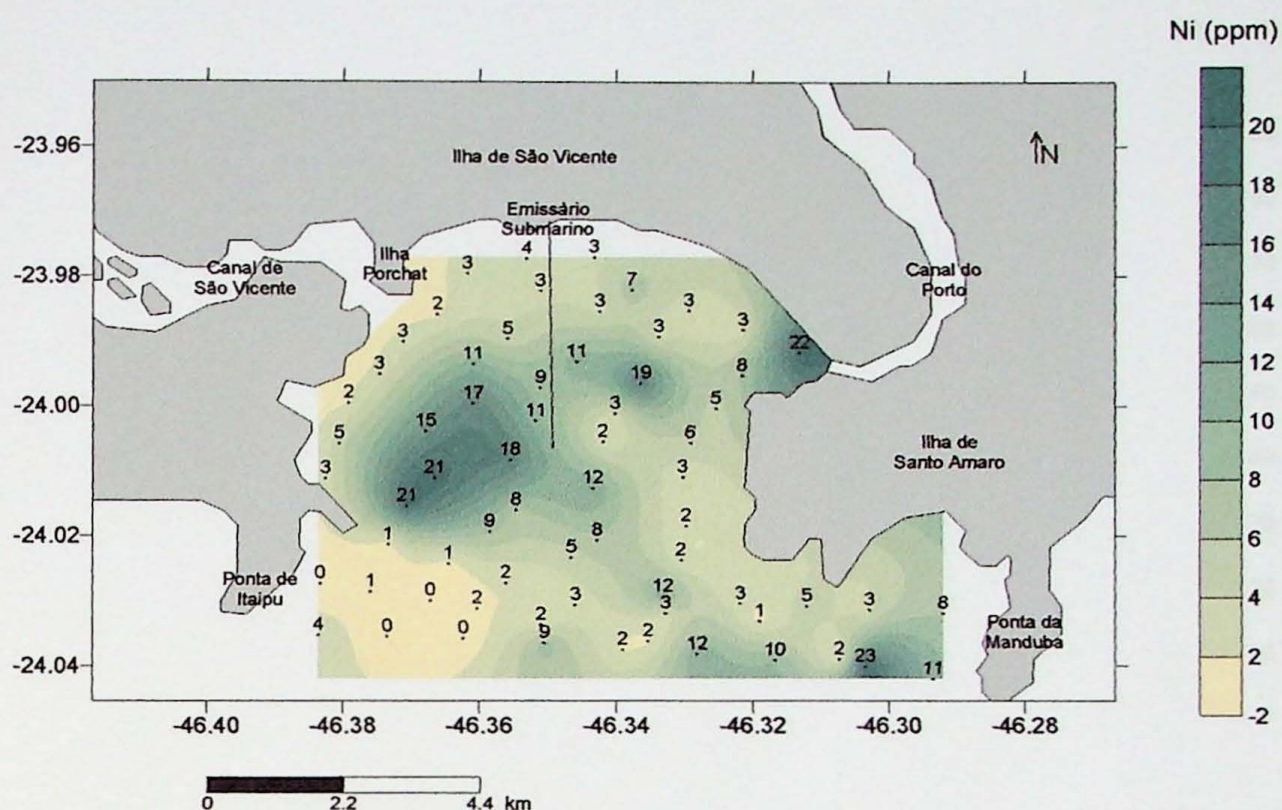 Ni (ppm)
20
18
16
14
12
10
8
6
4
2
-2
-23.96
-23.98
-24.00
-24.02
-24.04
N
Ilha de São Vicente
Emissário
Submarino
Ilha
Porchat
Canal de
São Vicente
Canal do
Porto
4 3
3 3 7
2 3 3 3
3 5 3
11 11 22
3 17 9 19 8
2 15 11 3 5
5 18 2 6
3 21 12 3
21 8
9 8 2
1 5 2
1
0 1 0 2 2 3 12 3 3 1 5 3 8
4 0 0 2 9 2 2 12 10 2 23 11
Ilha de
Santo Amaro
Ponta de
Itaipu
Ponta da
Manduba
-46.40 -46.38 -46.36 -46.34 -46.32 -46.30 -46.28
0 2.2 4.4 km